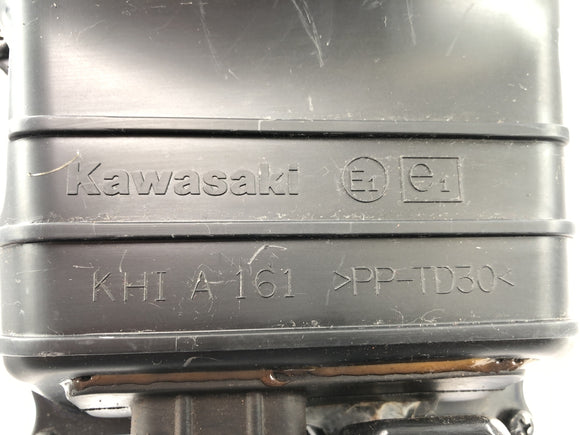 Kawasaki E1 e1
KHI A 161 >PP-TD30<